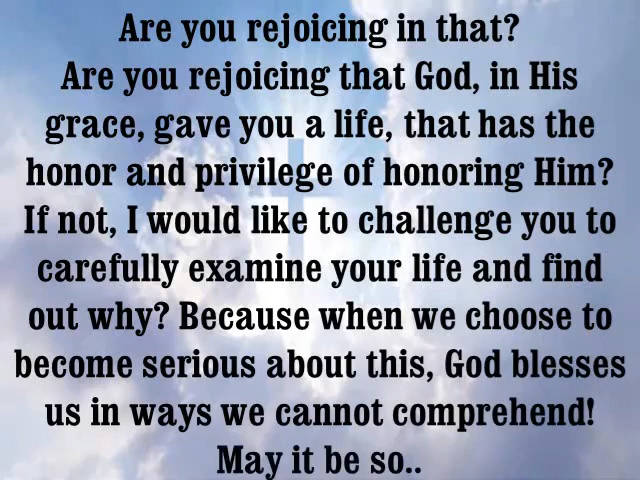 Are you rejoicing in that?
Are you rejoicing that God, in His
grace, gave you a life, that has the
honor and privilege of honoring Him?
If not, I would like to challenge you to
carefully examine your life and find
out why? Because when we choose to
become serious about this, God blesses
us in ways we cannot comprehend!
May it be so..